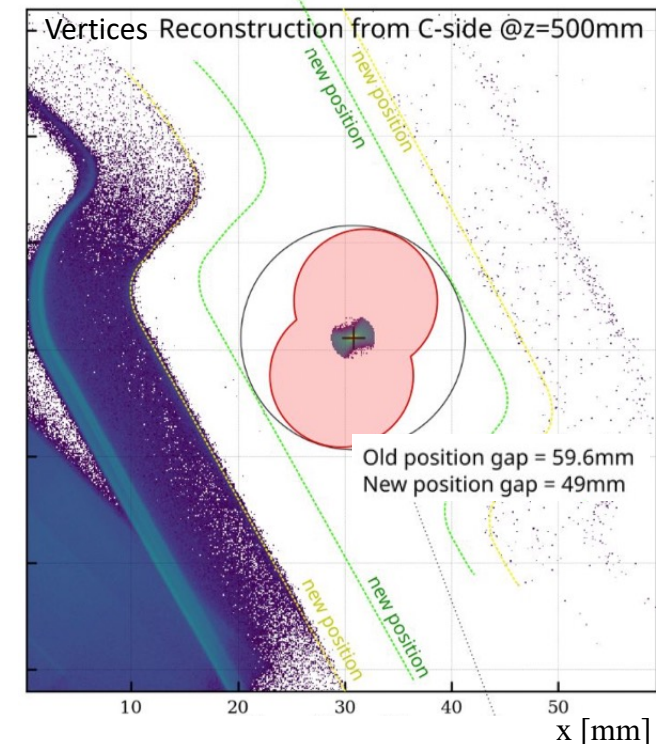 Vertices Reconstruction from C-side @z=500mm
new position
new position
Old position gap = 59.6mm
New position gap = 49mm
new position
new position
10 20 30 40 50
x [mm]